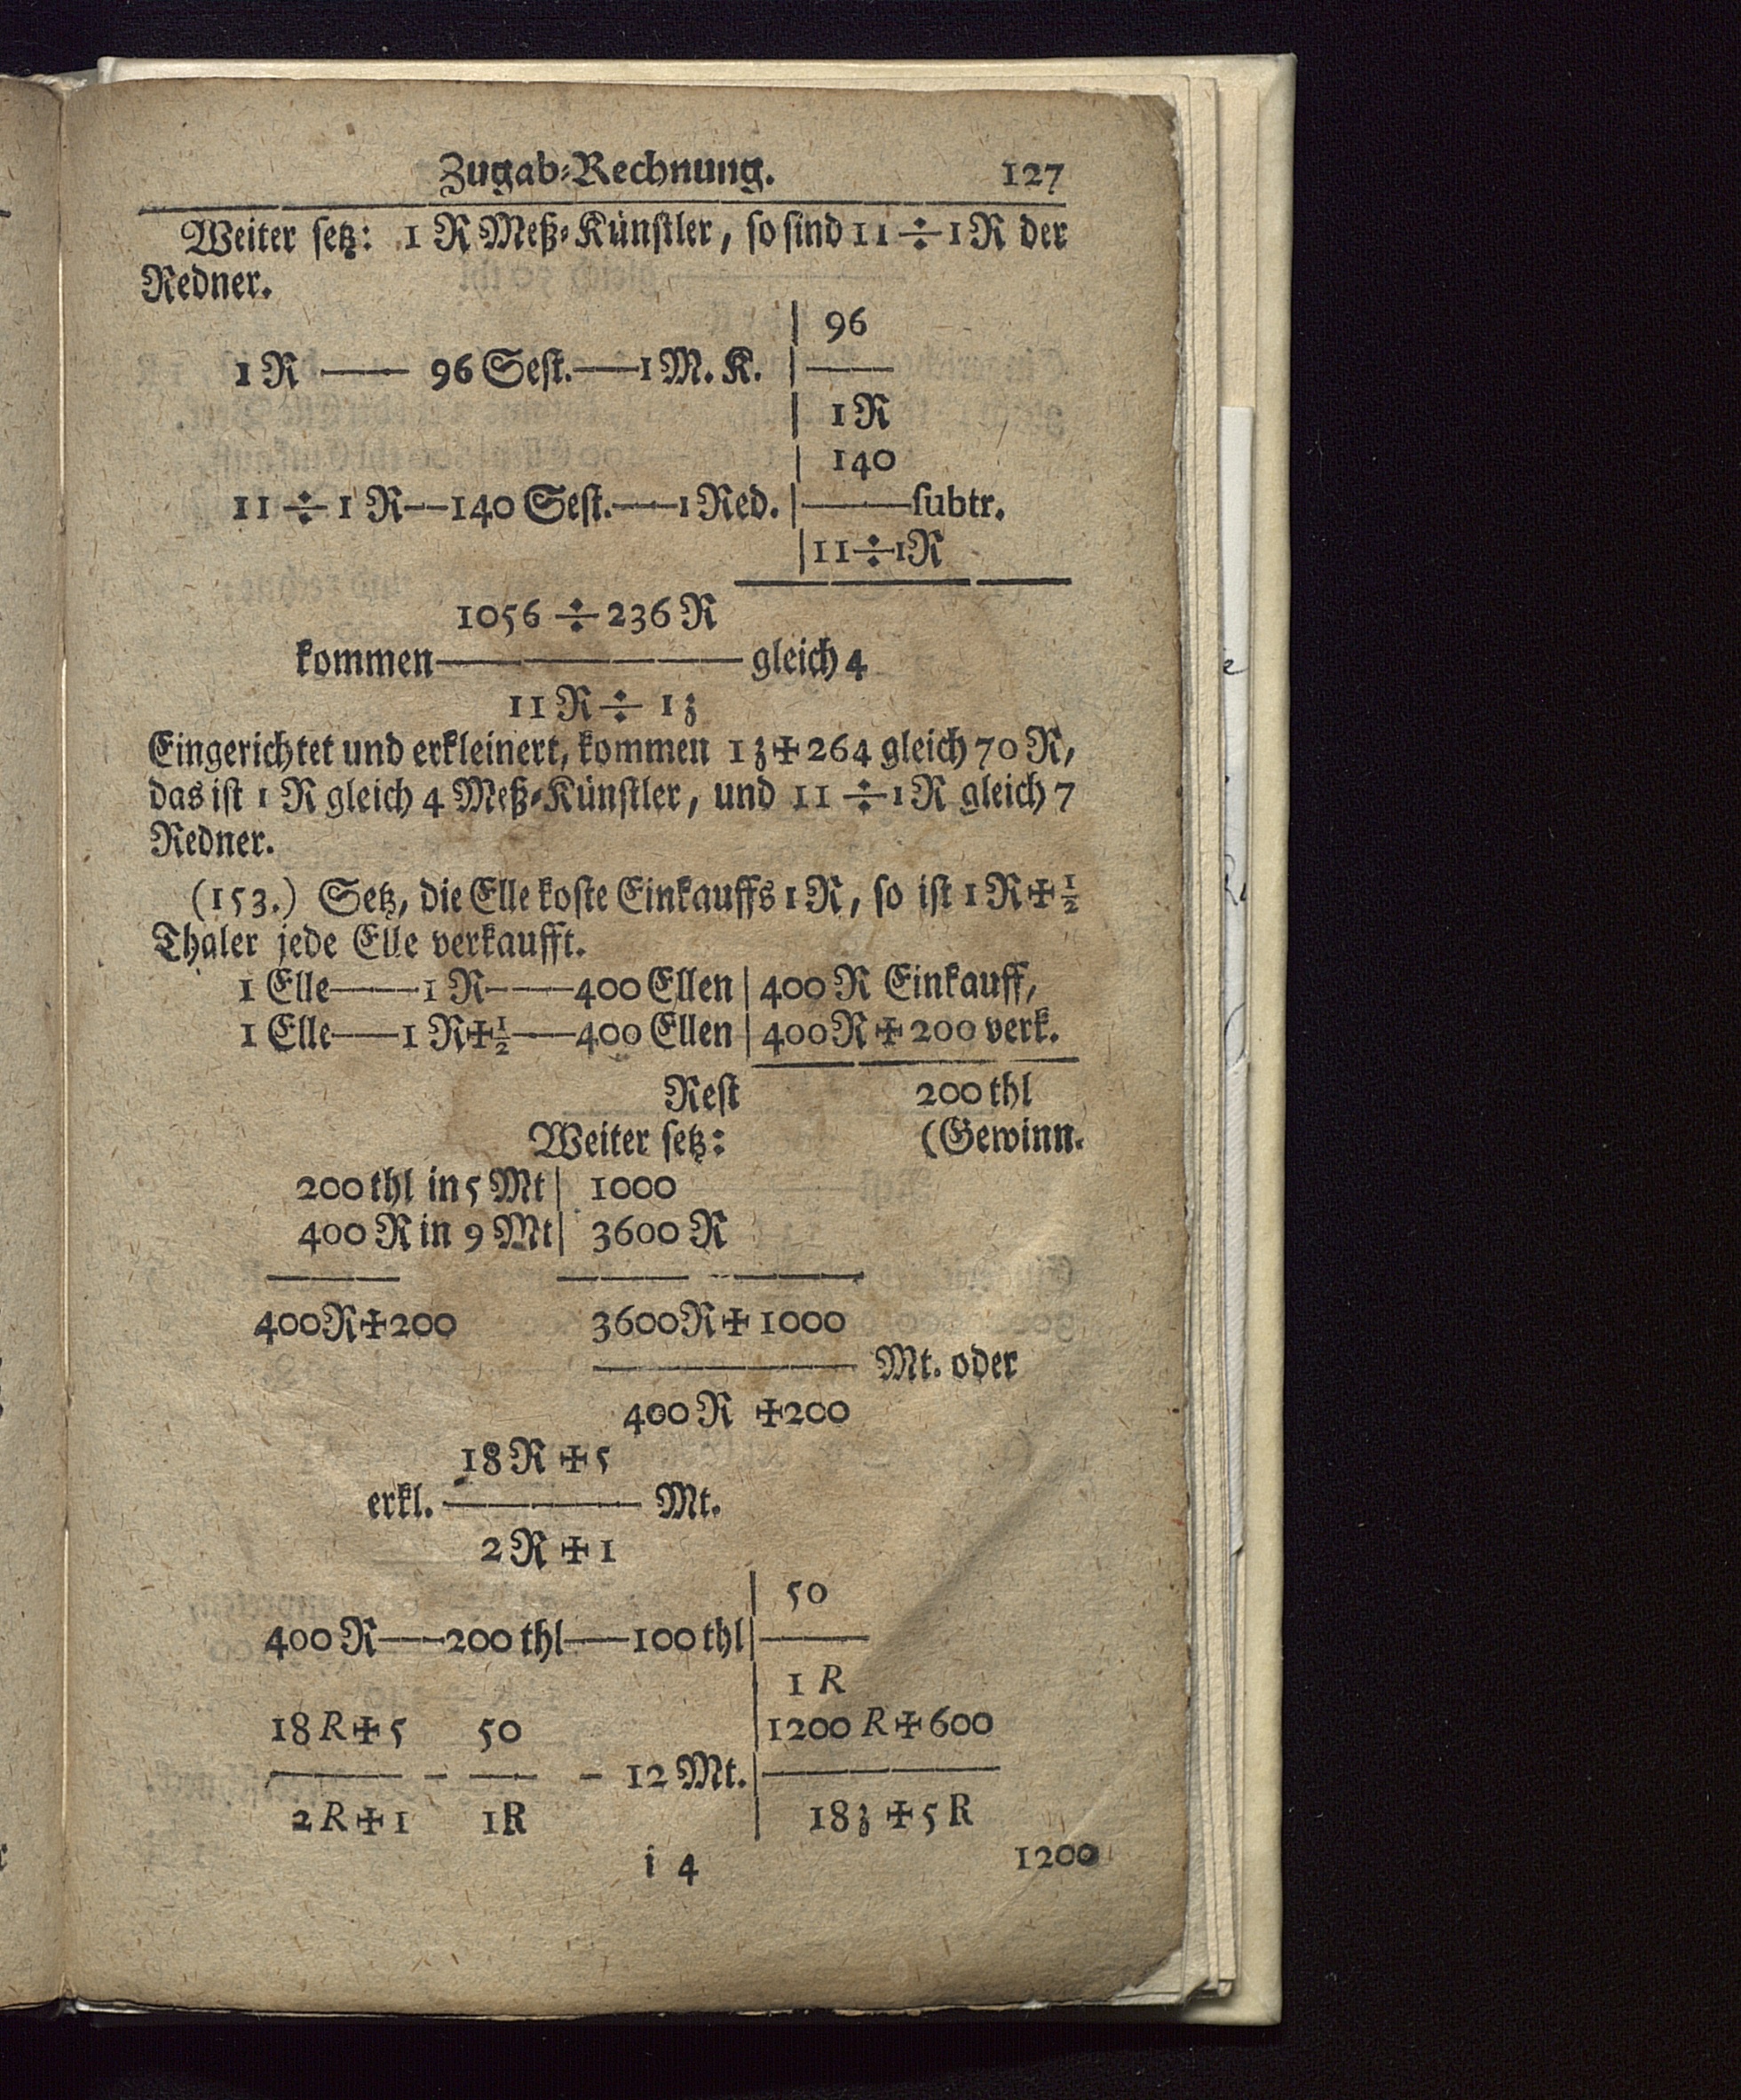 Zugab⸗Rechnung. 127
Weiter setz: 1 R Meß⸗Künstler, so sind 11 ÷ 1 R der
Redner.
| 96
1 R —— 96 Sest.——1 M. K. | ——
| 1 R
| 140
11 ÷ 1 R—140 Sest.——1 Red. |———subtr.
|11÷1R
1056 ÷ 236 R
kommen——————— gleich 4
11 R ÷ 1 ʒ
Eingerichtet und erkleinert, kommen 1 ʒ + 264 gleich 70 R,
das ist 1 R gleich 4 Meß⸗Künstler, und 11 ÷ 1 R gleich 7
Redner.
(153.) Setz, die Elle koste Einkauffs 1 R, so ist 1 R + ½
Thaler jede Elle verkaufft.
1 Elle——1 R——400 Ellen | 400 R Einkauff,
1 Elle——1 R+½——400 Ellen | 400 R + 200 verk.
Rest 200 thl
Weiter setz: (Gewinn.
200 thl in 5 Mt | 1000
400 R in 9 Mt | 3600 R
400 R + 200 3600 R + 1000
——————— Mt. oder
400 R + 200
18 R + 5
erkl. —————— Mt.
2 R + 1
| 50
400 R——200 thl——100 thl |———
| 1 R
18 R + 5 50 | 1200 R + 600
———— - —— - 12 Mt. |———————
2 R + 1 1R | 18 ʒ + 5 R
i 4 1200